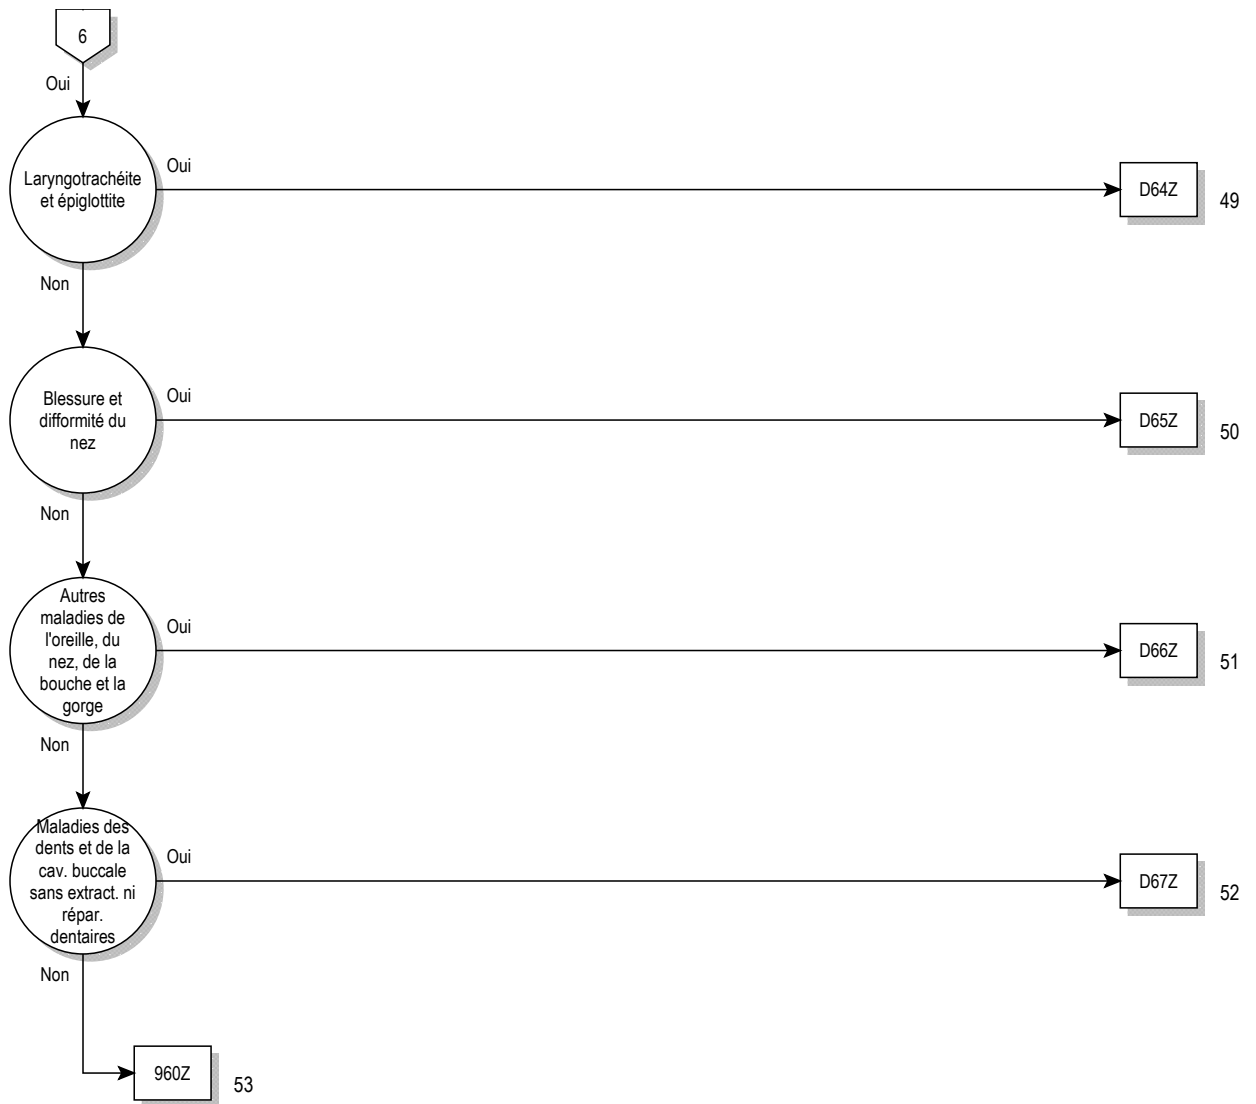 6
Oui
Laryngotrachéite
et épiglottite
Oui
D64Z
49
Non
Blessure et
difformité du
nez
Oui
D65Z
50
Non
Autres
maladies de
l'oreille, du
nez, de la
bouche et la
gorge
Oui
D66Z
51
Non
Maladies des
dents et de la
cav. buccale
sans extract. ni
répar.
dentaires
Oui
D67Z
52
Non
960Z
53